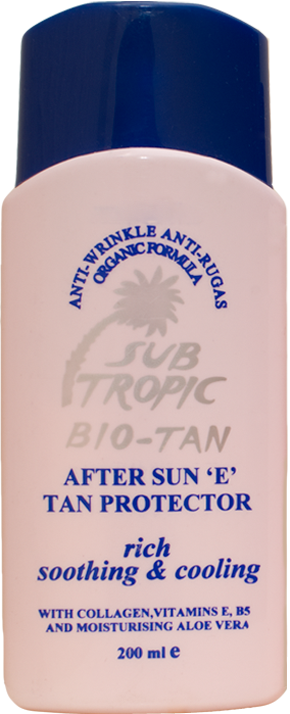 ANTI-WRINKLE ANTI-RUGAS
ORGANIC FORMULA
SUB
TROPIC
BIO-TAN
AFTER SUN ‘E’
TAN PROTECTOR
rich
soothing & cooling
WITH COLLAGEN,VITAMINS E, B5
AND MOISTURISING ALOE VERA
200 ml e